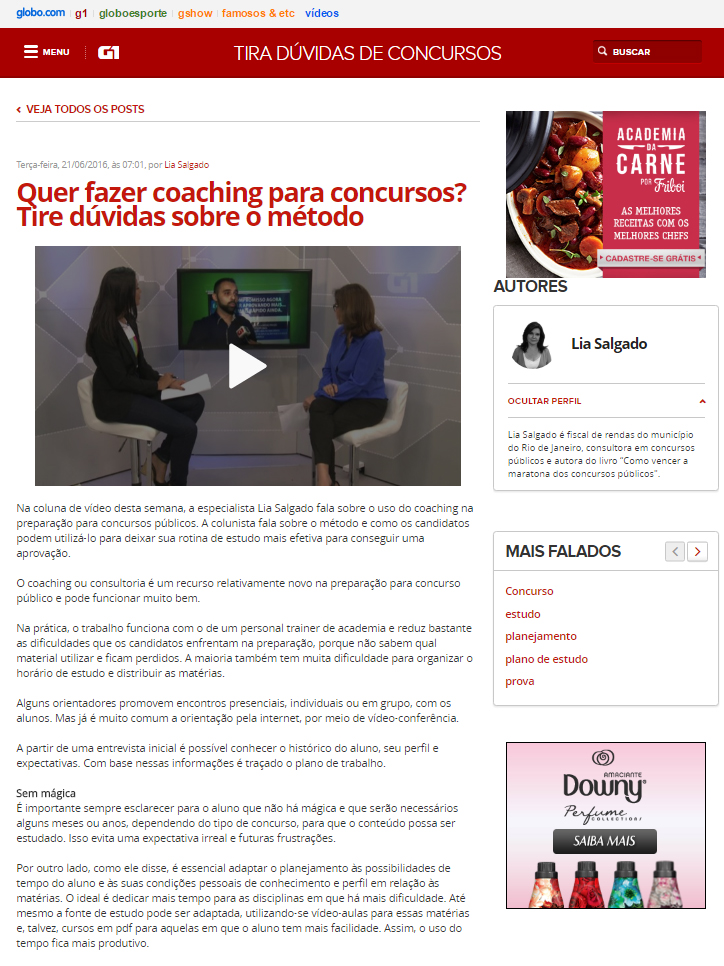 globo.com g1 globoesporte gshow famosos & etc vídeos
MENU G1 TIRA DÚVIDAS DE CONCURSOS BUSCAR
VEJA TODOS OS POSTS
Terça-feira, 21/06/2016, às 07:01, por Lia Salgado
Quer fazer coaching para concursos?
Tire dúvidas sobre o método
G1
Na coluna de vídeo desta semana, a especialista Lia Salgado fala sobre o uso do coaching na
preparação para concursos públicos. A colunista fala sobre o método e como os candidatos
podem utilizá-lo para deixar sua rotina de estudo mais efetiva para conseguir uma
aprovação.
O coaching ou consultoria é um recurso relativamente novo na preparação para concurso
público e pode funcionar muito bem.
Na prática, o trabalho funciona com o de um personal trainer de academia e reduz bastante
as dificuldades que os candidatos enfrentam na preparação, porque não sabem qual
material utilizar e ficam perdidos. A maioria também tem muita dificuldade para organizar o
horário de estudo e distribuir as matérias.
Alguns orientadores promovem encontros presenciais, individuais ou em grupo, com os
alunos. Mas já é muito comum a orientação pela internet, por meio de vídeo-conferência.
A partir de uma entrevista inicial é possível conhecer o histórico do aluno, seu perfil e
expectativas. Com base nessas informações é traçado o plano de trabalho.
Sem mágica
É importante sempre esclarecer para o aluno que não há mágica e que serão necessários
alguns meses ou anos, dependendo do tipo de concurso, para que o conteúdo possa ser
estudado. Isso evita uma expectativa irreal e futuras frustrações.
Por outro lado, como ele disse, é essencial adaptar o planejamento às possibilidades de
tempo do aluno e às suas condições pessoais de conhecimento e perfil em relação às
matérias. O ideal é dedicar mais tempo para as disciplinas em que há mais dificuldade. Até
mesmo a fonte de estudo pode ser adaptada, utilizando-se vídeo-aulas para essas matérias
e, talvez, cursos em pdf para aquelas em que o aluno tem mais facilidade. Assim, o uso do
tempo fica mais produtivo.
ACADEMIA
DA
CARNE
POR Friboi
AS MELHORES
RECEITAS COM OS
MELHORES CHEFS
CADASTRE-SE GRÁTIS
AUTORES
Lia Salgado
OCULTAR PERFIL
Lia Salgado é fiscal de rendas do município
do Rio de Janeiro, consultora em concursos
públicos e autora do livro "Como vencer a
maratona dos concursos públicos".
MAIS FALADOS
Concurso
estudo
planejamento
plano de estudo
prova
AMACIANTE
Downy
Perfume
COLLECTIONS
SAIBA MAIS